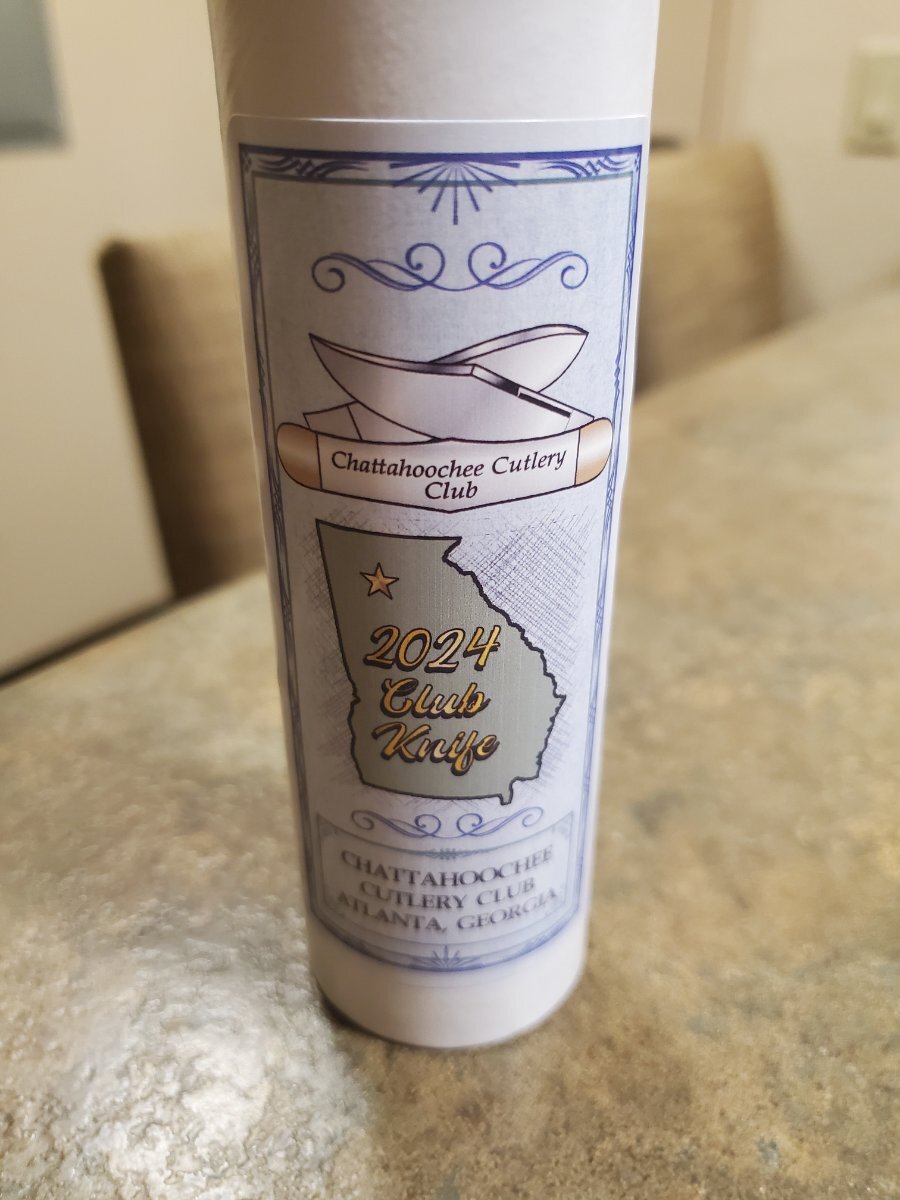 Chattahoochee Cutlery
Club
2024
Club
Knife
CHATTAHOOCHEE
CUTLERY CLUB
ATLANTA, GEORGIA